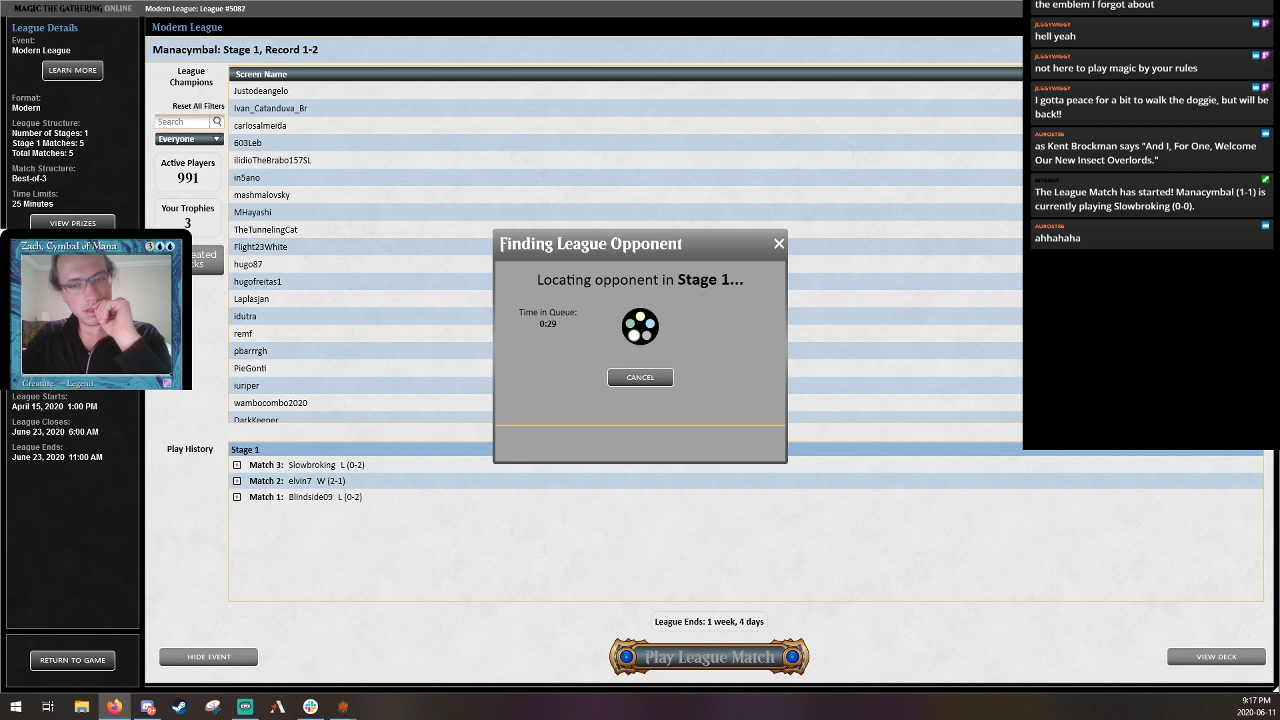 MAGIC THE GATHERING ONLINE
Modern League: League #5082
League Details
Event:
Modern League
LEARN MORE
Format:
Modern
League Structure:
Number of Stages: 1
Stage 1 Matches: 5
Total Matches: 5
Match Structure:
Best-of-3
Time Limits:
25 Minutes
VIEW PRIZES
Zach, Cymbal of Mana
3
Creature — Legend
League Starts:
April 15, 2020 1:00 PM
League Closes:
June 23, 2020 6:00 AM
League Ends:
June 23, 2020 11:00 AM
RETURN TO GAME
Modern League
Manacymbal: Stage 1, Record 1-2
League
Champions
Reset All Filters
Search
Everyone
Active Players
991
Your Trophies
3
Screen Name
Justodeangelo
Ivan_Catanduva_Br
carlosalmeida
603Leb
ilidioTheBrabo157SL
in5ano
mashmalovsky
MHayashi
TheTunnelingCat
Flight23White
hugo87
hugofreitas1
Laplasjan
idutra
remf
pbarrrgh
PieGonti
iuriper
wambocombo2020
DarkKeeper
Finding League Opponent
Locating opponent in Stage 1...
Time in Queue:
0:29
CANCEL
Play History
Stage 1
Match 3: Slowbroking L (0-2)
Match 2: elvin7 W (2-1)
Match 1: Blindside09 L (0-2)
League Ends: 1 week, 4 days
HIDE EVENT
Play League Match
VIEW DECK
the emblem I forgot about
JLGGYWIGGY
hell yeah
JLGGYWIGGY
not here to play magic by your rules
JLGGYWIGGY
I gotta peace for a bit to walk the doggie, but will be
back!!
AUROST86
as Kent Brockman says "And I, For One, Welcome
Our New Insect Overlords."
The League Match has started! Manacymbal (1-1) is
currently playing Slowbroking (0-0).
AUROST86
ahhahaha
9:17 PM
2020-06-11